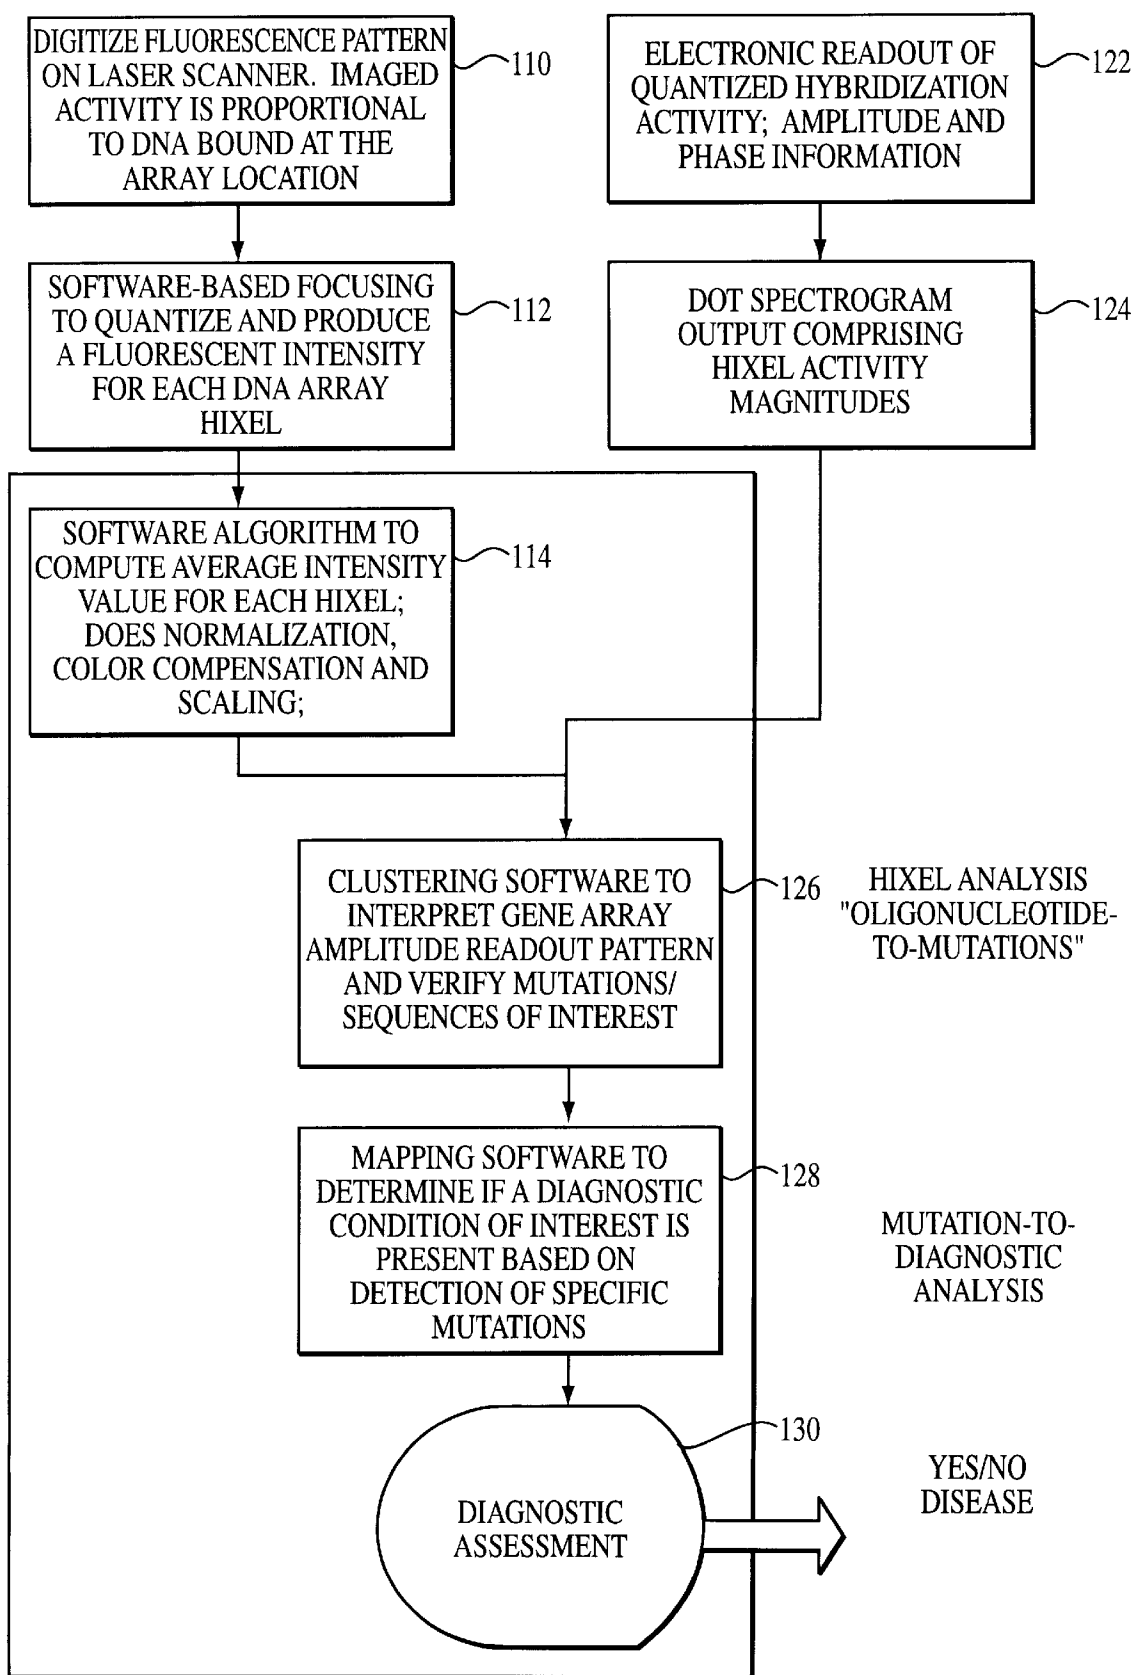 DIGITIZE FLUORESCENCE PATTERN
ON LASER SCANNER. IMAGED
ACTIVITY IS PROPORTIONAL
TO DNA BOUND AT THE
ARRAY LOCATION
110
ELECTRONIC READOUT OF
QUANTIZED HYBRIDIZATION
ACTIVITY; AMPLITUDE AND
PHASE INFORMATION
122
SOFTWARE-BASED FOCUSING
TO QUANTIZE AND PRODUCE
A FLUORESCENT INTENSITY
FOR EACH DNA ARRAY
HIXEL
112
DOT SPECTROGRAM
OUTPUT COMPRISING
HIXEL ACTIVITY
MAGNITUDES
124
SOFTWARE ALGORITHM TO
COMPUTE AVERAGE INTENSITY
VALUE FOR EACH HIXEL;
DOES NORMALIZATION,
COLOR COMPENSATION AND
SCALING;
114
CLUSTERING SOFTWARE TO
INTERPRET GENE ARRAY
AMPLITUDE READOUT PATTERN
AND VERIFY MUTATIONS/
SEQUENCES OF INTEREST
126
HIXEL ANALYSIS
"OLIGONUCLEOTIDE-
TO-MUTATIONS"
MAPPING SOFTWARE TO
DETERMINE IF A DIAGNOSTIC
CONDITION OF INTEREST IS
PRESENT BASED ON
DETECTION OF SPECIFIC
MUTATIONS
128
MUTATION-TO-
DIAGNOSTIC
ANALYSIS
DIAGNOSTIC
ASSESSMENT
130
YES/NO
DISEASE